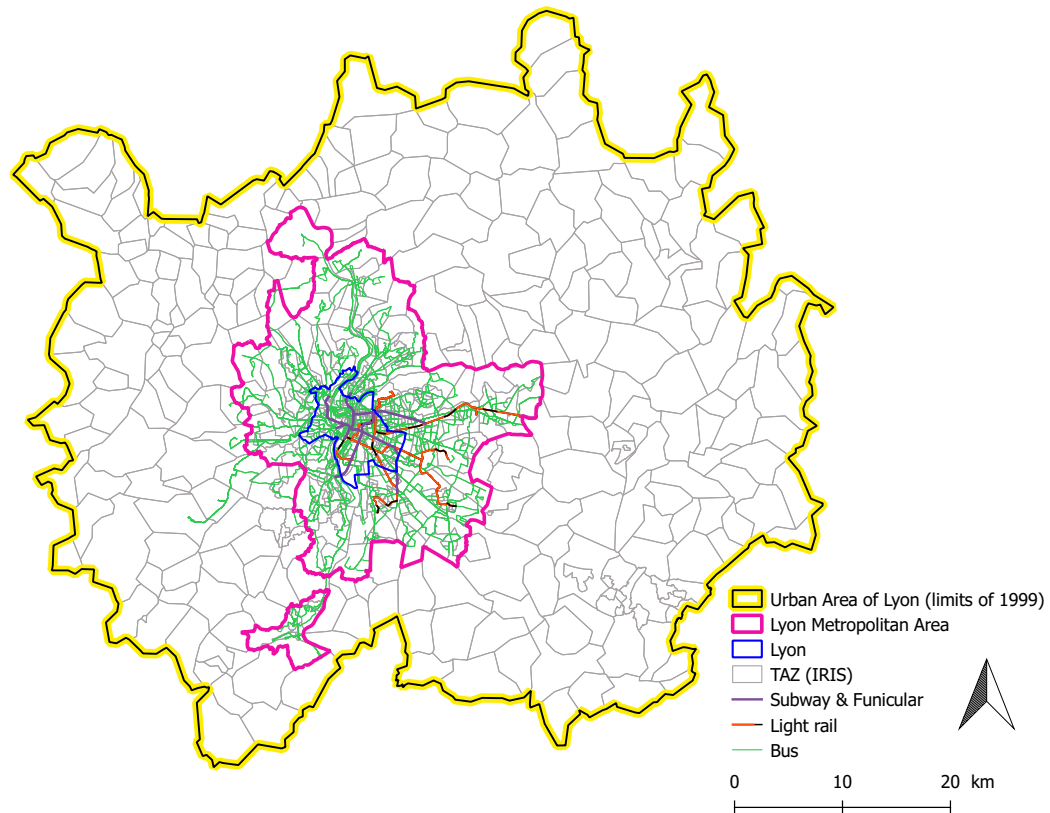 Urban Area of Lyon (limits of 1999)
Lyon Metropolitan Area
Lyon
TAZ (IRIS)
Subway & Funicular
Light rail
Bus
0 10 20 km